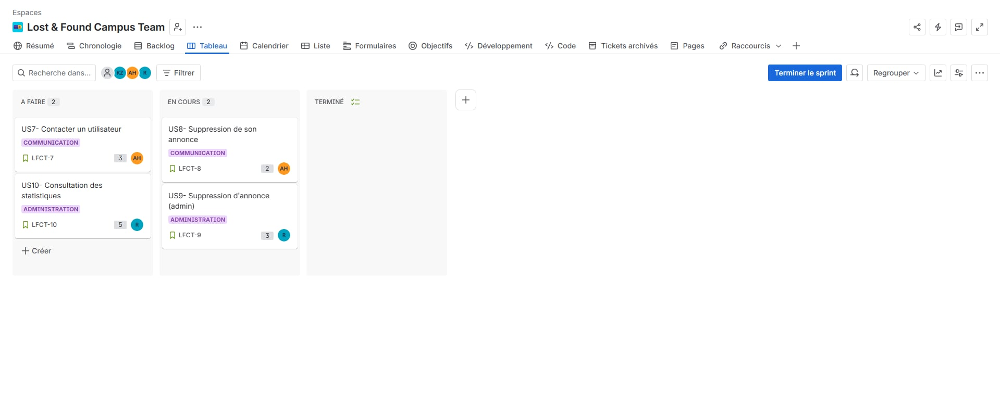 Espaces
Lost & Found Campus Team
Résumé Chronologie Backlog Tableau Calendrier Liste Formulaires Objectifs Développement Code Tickets archivés Pages Raccourcis
Recherche dans... KZ AH R Filtrer Terminer le sprint Regrouper
A FAIRE 2
US7- Contacter un utilisateur
COMMUNICATION
LFCT-7 3 AH
US10- Consultation des
statistiques
ADMINISTRATION
LFCT-10 5 R
Créer
EN COURS 2
US8- Suppression de son
annonce
COMMUNICATION
LFCT-8 2 AH
US9- Suppression d'annonce
(admin)
ADMINISTRATION
LFCT-9 3 R
TERMINÉ